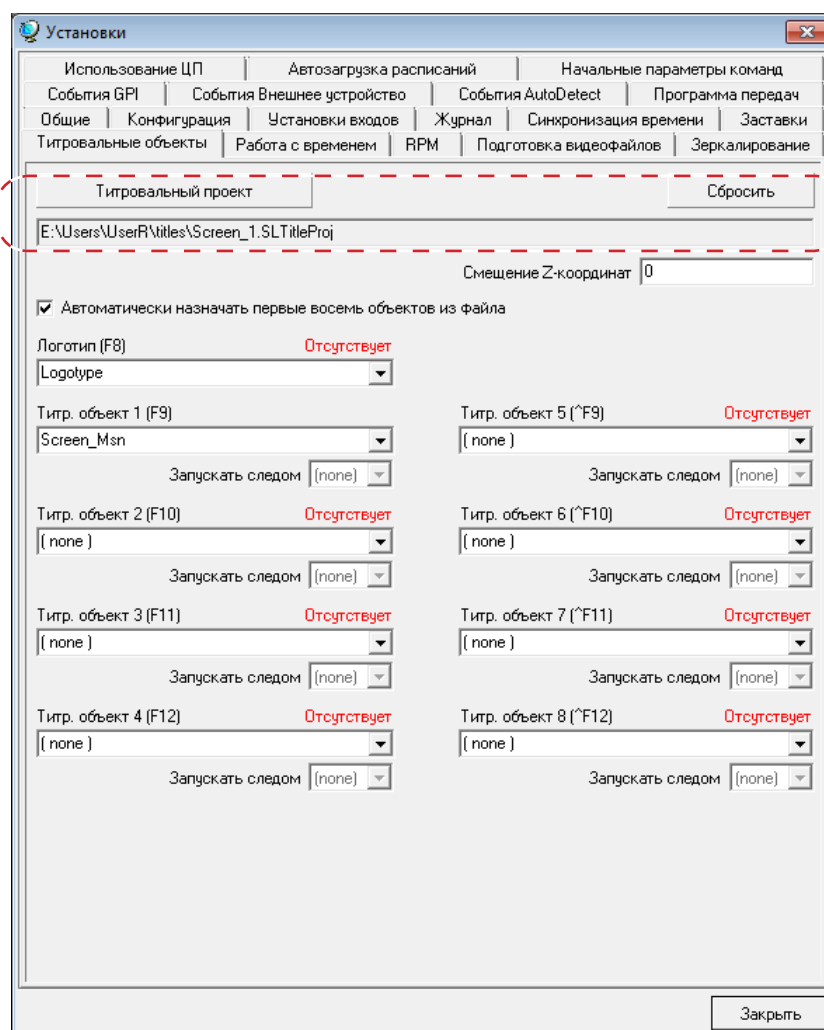 Установки
Использование ЦП Автозагрузка расписаний Начальные параметры команд
События GPI События Внешнее устройство События AutoDetect Программа передач
Общие Конфигурация Установки входов Журнал Синхронизация времени Заставки
Титровальные объекты Работа с временем RPM Подготовка видеофайлов Зеркалирование
Титровальный проект Сбросить
E:\Users\UserR\titles\Screen_1.SLTitleProj
Смещение Z-координат 0
Автоматически назначать первые восемь объектов из файла
Логотип (F8) Отсутствует
Logotype
Титр. объект 1 (F9) Титр. объект 5 (^F9) Отсутствует
Screen_Msn ( none )
Запускать следом (none) Запускать следом (none)
Титр. объект 2 (F10) Отсутствует Титр. объект 6 (^F10) Отсутствует
( none ) ( none )
Запускать следом (none) Запускать следом (none)
Титр. объект 3 (F11) Отсутствует Титр. объект 7 (^F11) Отсутствует
( none ) ( none )
Запускать следом (none) Запускать следом (none)
Титр. объект 4 (F12) Отсутствует Титр. объект 8 (^F12) Отсутствует
( none ) ( none )
Запускать следом (none) Запускать следом (none)
Закрыть